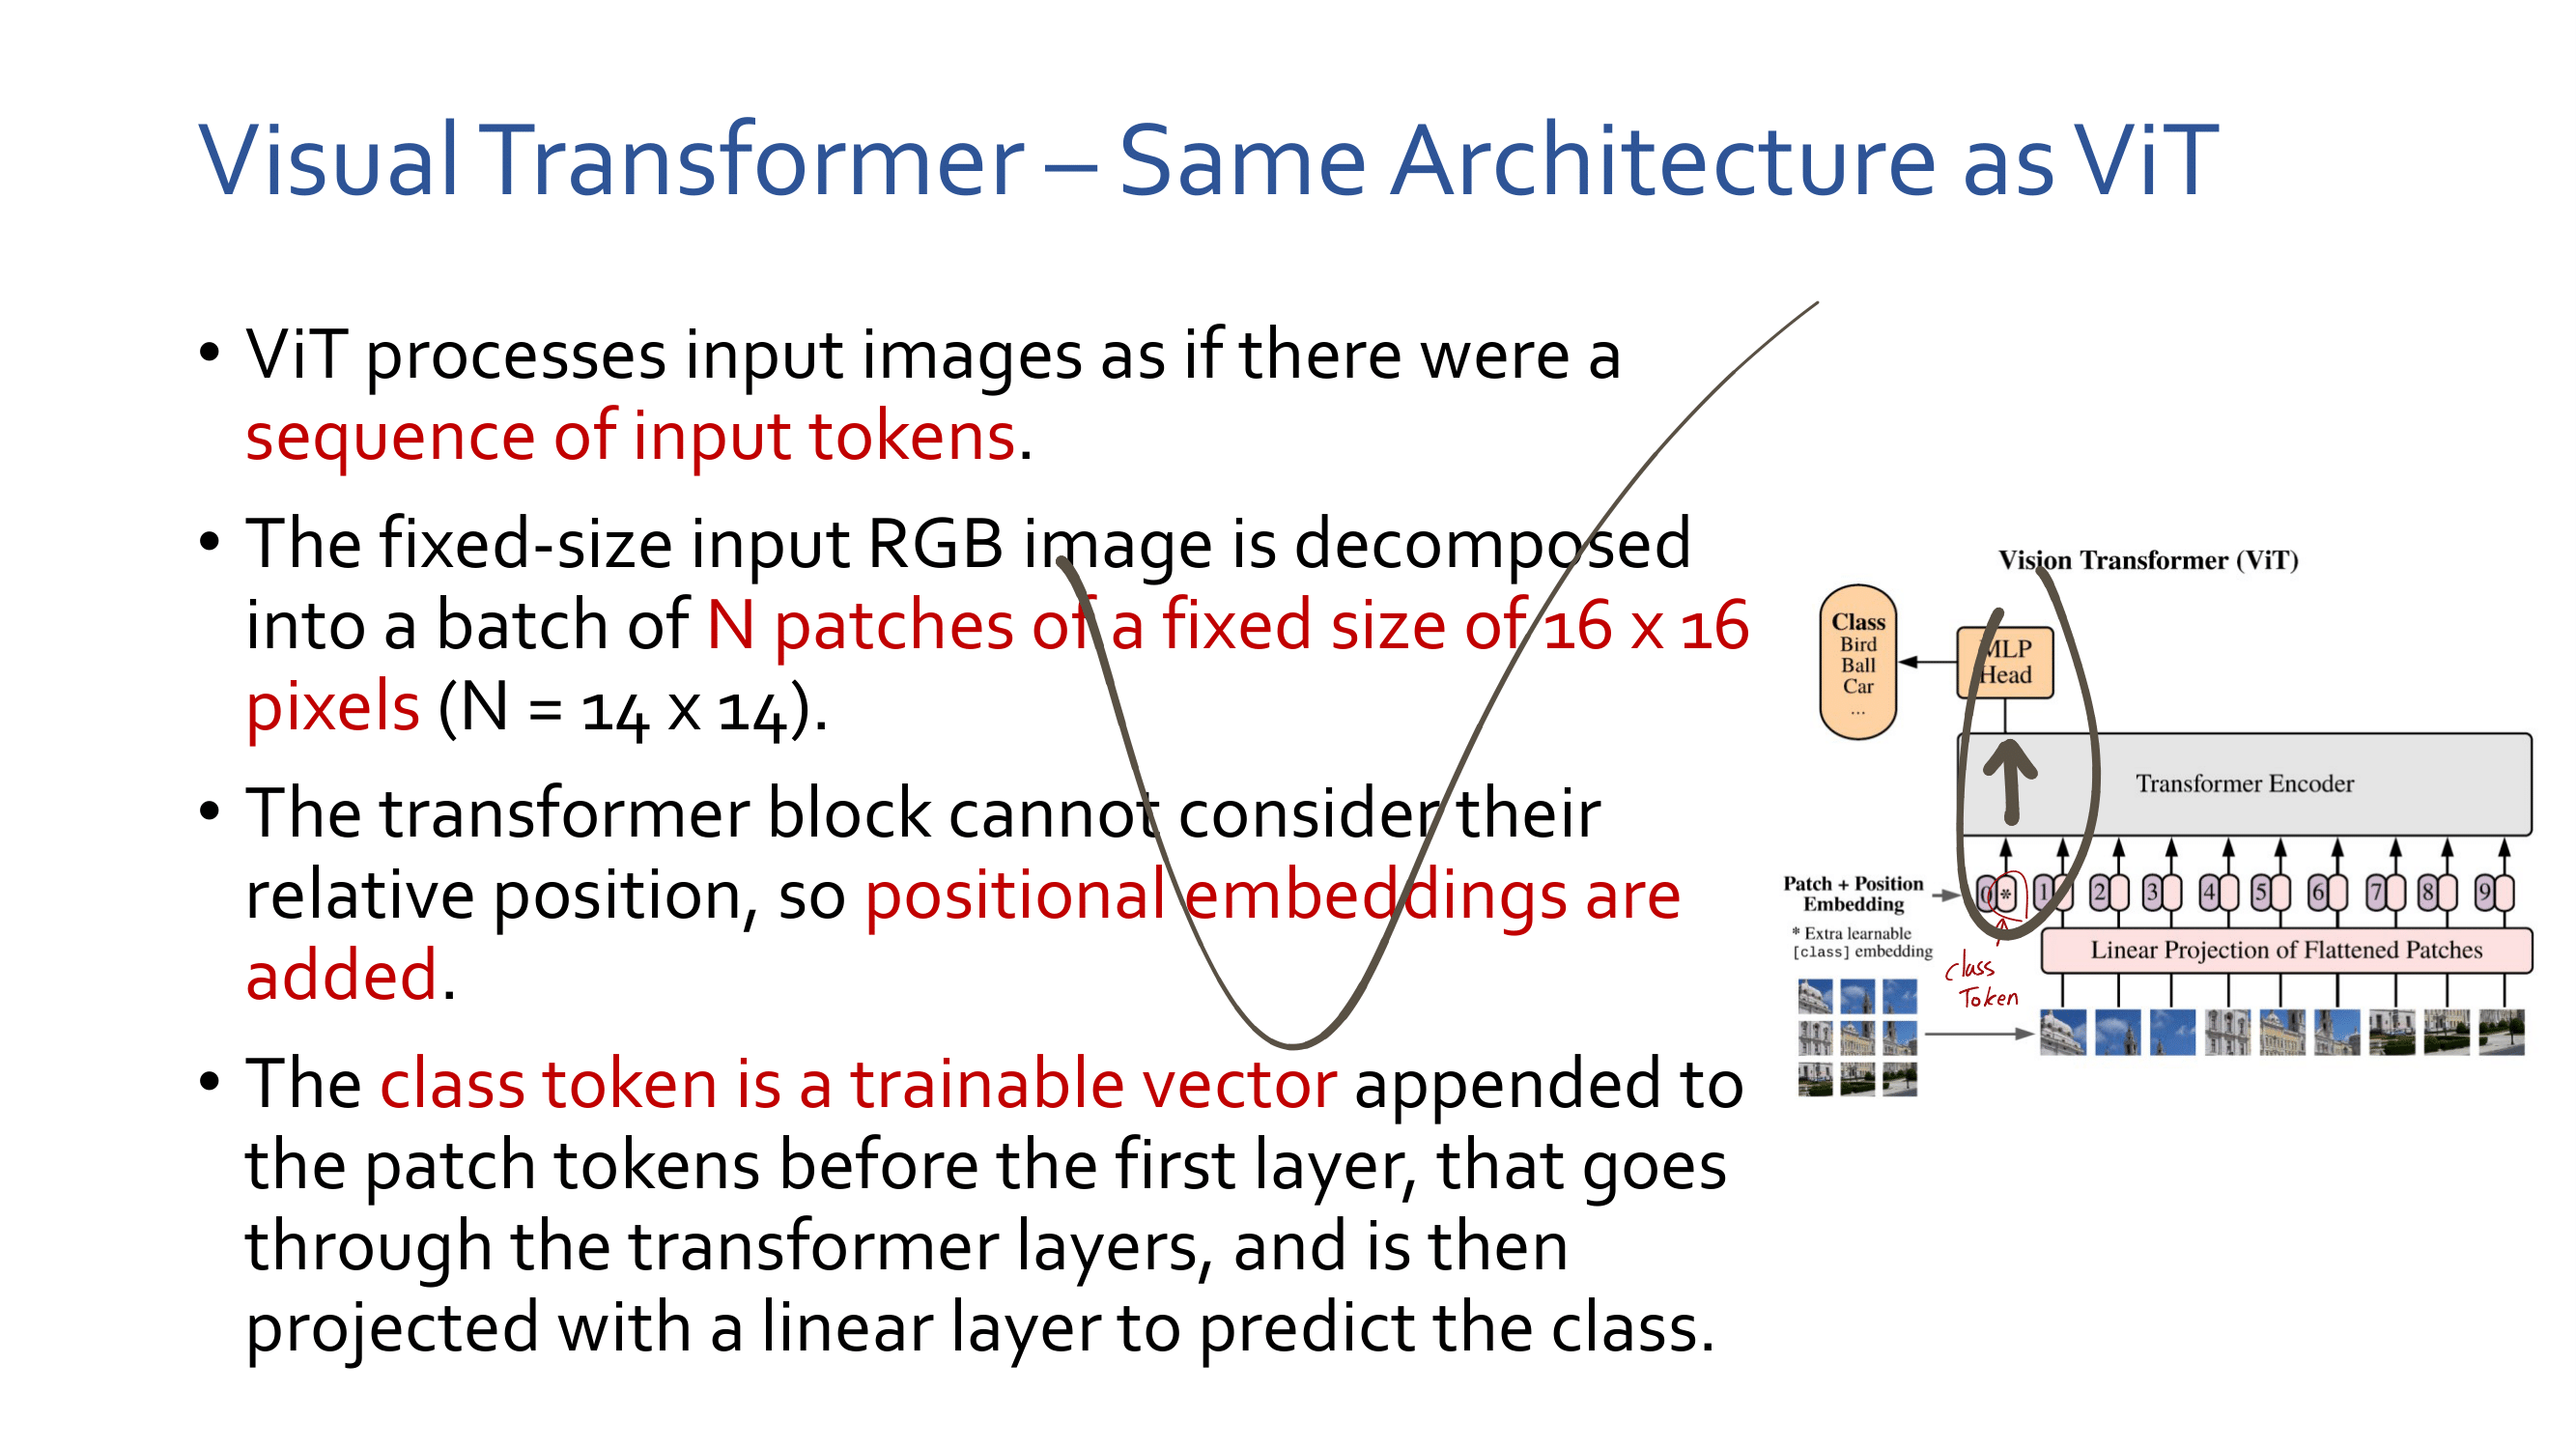 Visual Transformer – Same Architecture as ViT
• ViT processes input images as if there were a
sequence of input tokens.
• The fixed-size input RGB image is decomposed
into a batch of N patches of a fixed size of 16 x 16
pixels (N = 14 x 14).
• The transformer block cannot consider their
relative position, so positional embeddings are
added.
• The class token is a trainable vector appended to
the patch tokens before the first layer, that goes
through the transformer layers, and is then
projected with a linear layer to predict the class.
Vision Transformer (ViT)
Class
Bird
Ball
Car
...
MLP
Head
Transformer Encoder
Patch + Position
Embedding
0 * 1 2 3 4 5 6 7 8 9
* Extra learnable
[class] embedding
Linear Projection of Flattened Patches
class
Token